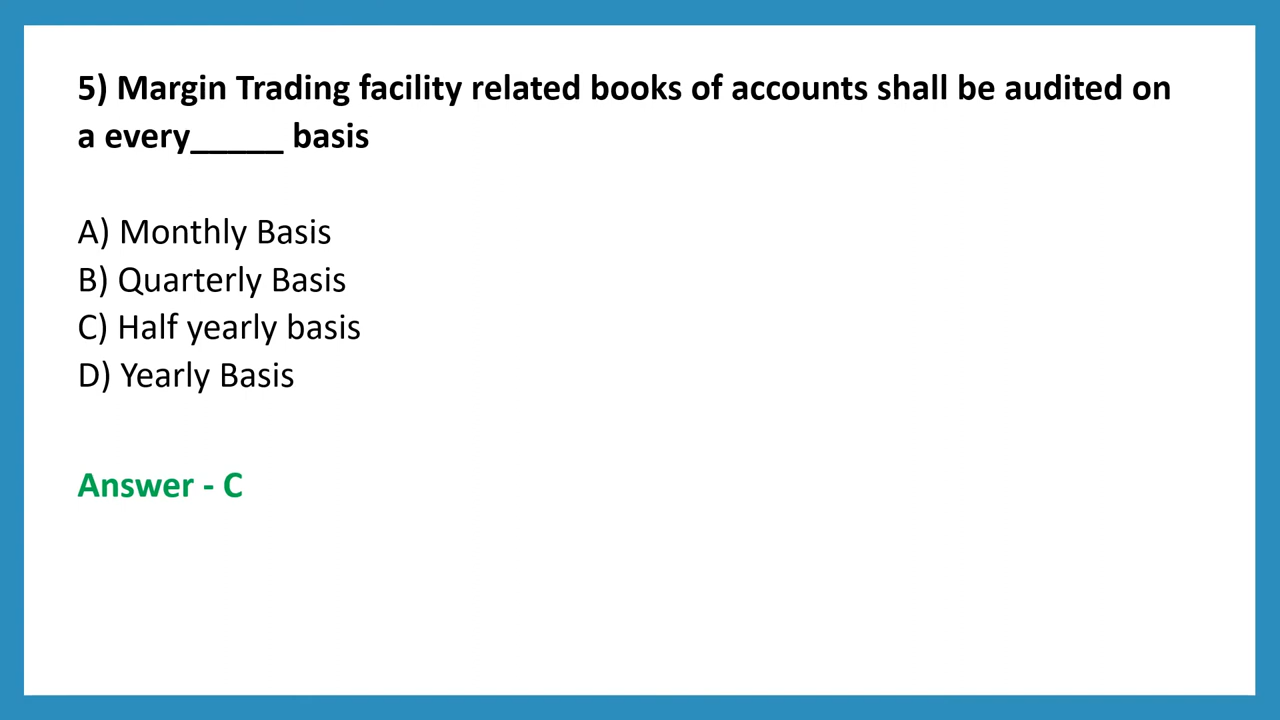 5) Margin Trading facility related books of accounts shall be audited on
a every_____ basis
A) Monthly Basis
B) Quarterly Basis
C) Half yearly basis
D) Yearly Basis
Answer - C